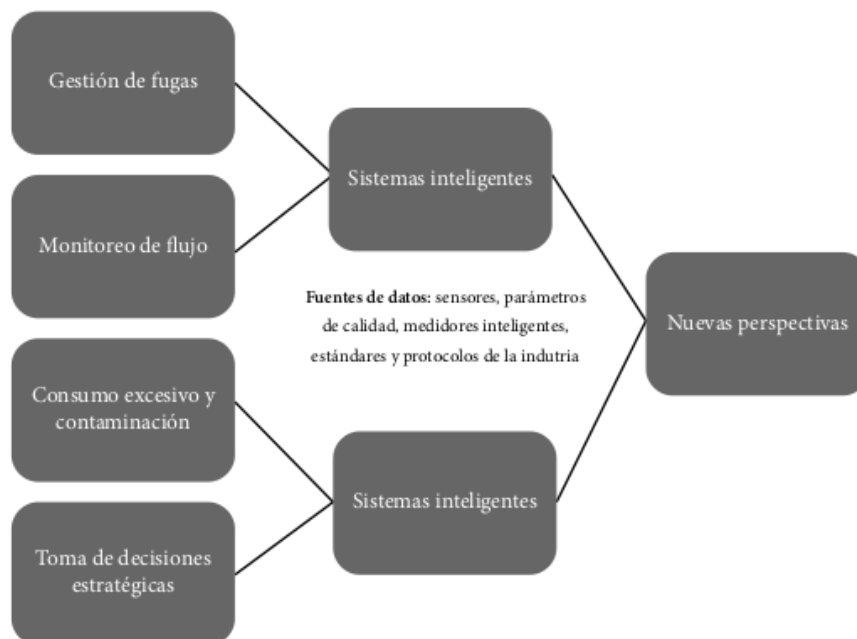 Gestión de fugas
Monitoreo de flujo
Consumo excesivo y
contaminación
Toma de decisiones
estratégicas
Sistemas inteligentes
Fuentes de datos: sensores, parámetros
de calidad, medidores inteligentes,
estándares y protocolos de la indutria
Sistemas inteligentes
Nuevas perspectivas